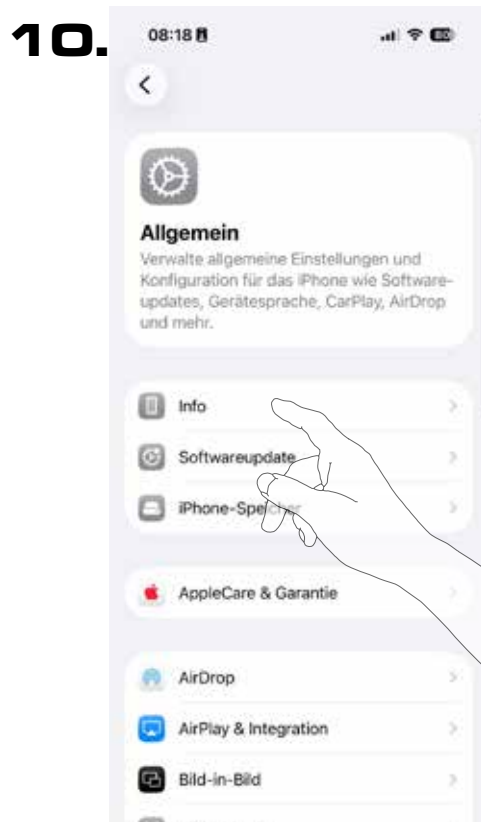 10.
08:18
80
Allgemein
Verwalte allgemeine Einstellungen und
Konfiguration für das iPhone wie Software-
updates, Gerätesprache, CarPlay, AirDrop
und mehr.
Info
Softwareupdate
iPhone-Speicher
AppleCare & Garantie
AirDrop
AirPlay & Integration
Bild-in-Bild